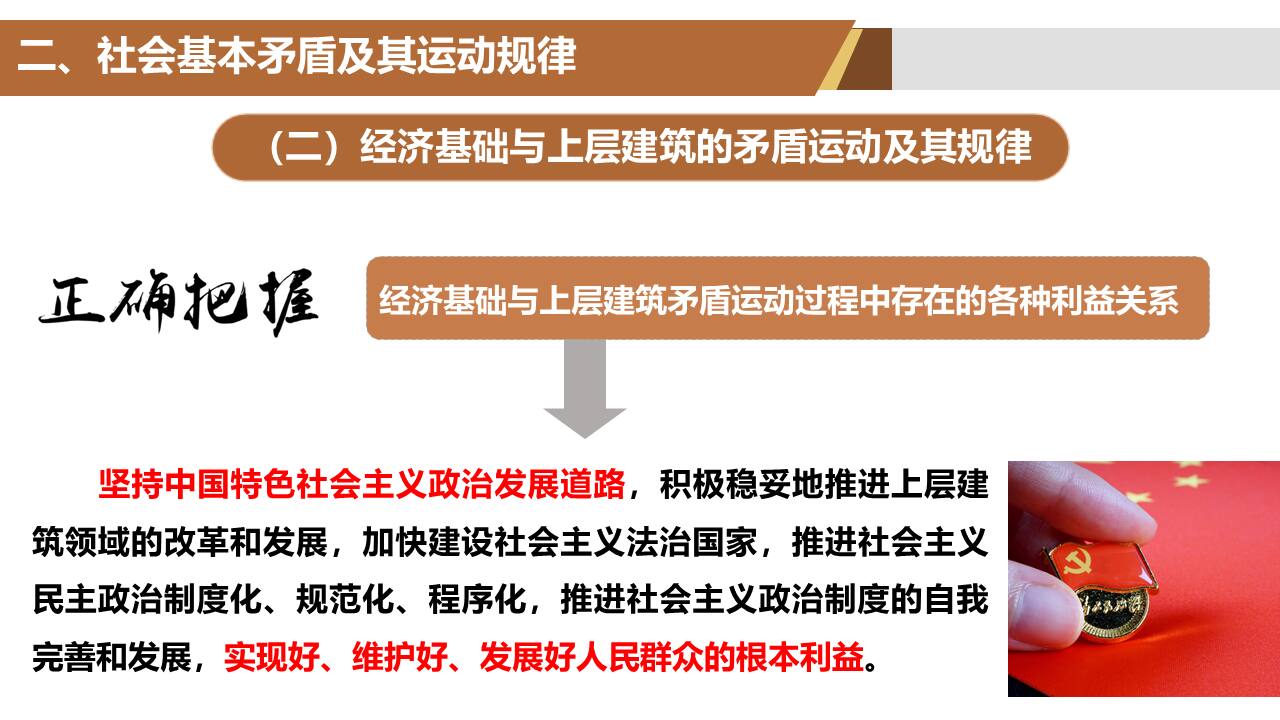 二、社会基本矛盾及其运动规律
（二）经济基础与上层建筑的矛盾运动及其规律
正确把握
经济基础与上层建筑矛盾运动过程中存在的各种利益关系
坚持中国特色社会主义政治发展道路，积极稳妥地推进上层建
筑领域的改革和发展，加快建设社会主义法治国家，推进社会主义
民主政治制度化、规范化、程序化，推进社会主义政治制度的自我
完善和发展，实现好、维护好、发展好人民群众的根本利益。